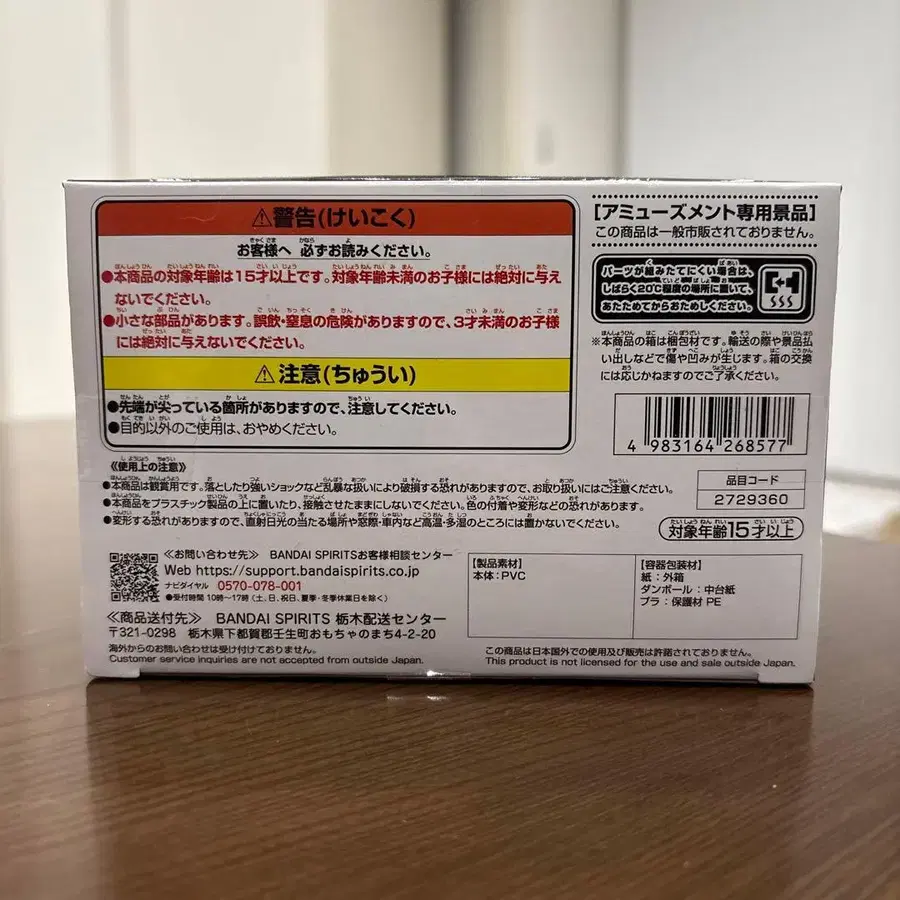 ⚠警告(けいこく)
お客様へ 必ずお読みください。
●本商品の対象年齢は15才以上です。対象年齢未満のお子様には絶対に与え
ないでください。
●小さな部品があります。誤飲・窒息の危険がありますので、3才未満のお子様
には絶対に与えないでください。
⚠注意(ちゅうい)
●先端が尖っている箇所がありますので、注意してください。
●目的以外のご使用は、おやめください。
[アミューズメント専用景品]
この商品は一般市販されておりません。
パーツが組みたてにくい場合は、
しばらく20℃程度の場所に置いて、
あたためてからおためしください。
※本商品の箱は梱包材です。輸送の際や景品払
い出しなどで傷や凹みが生じます。箱の交換
には応じかねますのでご了承ください。
4 983164 268577
品目コード
2729360
対象年齢15才以上
《使用上の注意》
●本商品は観賞用です。落としたり強いショックなど乱暴な扱いにより破損する恐れがありますので、お取り扱いにはご注意ください。
●本商品をプラスチック製品の上に置いたり、接触させたままにしないでください。色のふちゃくや変形などの恐れがあります。
●変形する恐れがありますので、直射日光の当たる場所や窓際・車内など高温・多湿のところには置かないでください。
《お問い合わせ先》 BANDAI SPIRITSお客様相談センター
Web https://support.bandaispirits.co.jp
ナビダイヤル 0570-078-001
●受付時間 10時〜17時(土、日、祝日、夏季・冬季休業日を除く)
《商品送付先》 BANDAI SPIRITS 栃木配送センター
〒321-0298 栃木県下都賀郡壬生町おもちゃのまち4-2-20
海外からのお問い合わせは受け付けておりません。
Customer service inquiries are not accepted from outside Japan.
【製品素材】
本体:PVC
【容器包装材】
紙:外箱
ダンボール:中台紙
プラ:保護材 PE
この商品は日本国外での使用及び販売は許諾されておりません。
This product is not licensed for the use and sale outside Japan.